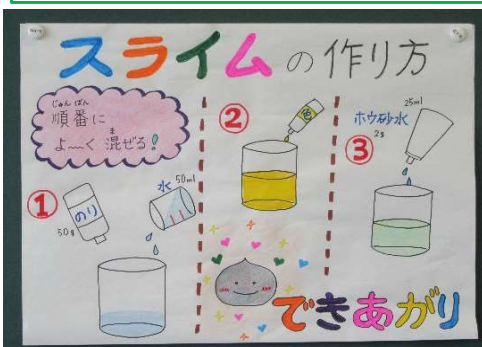 スライムの作り方
じゅんばん
順番に
ま
よ〜く混ぜる!
①
のり
50g
水 50ml
②
色
③
ホウ砂水
2g
25ml
できあがり